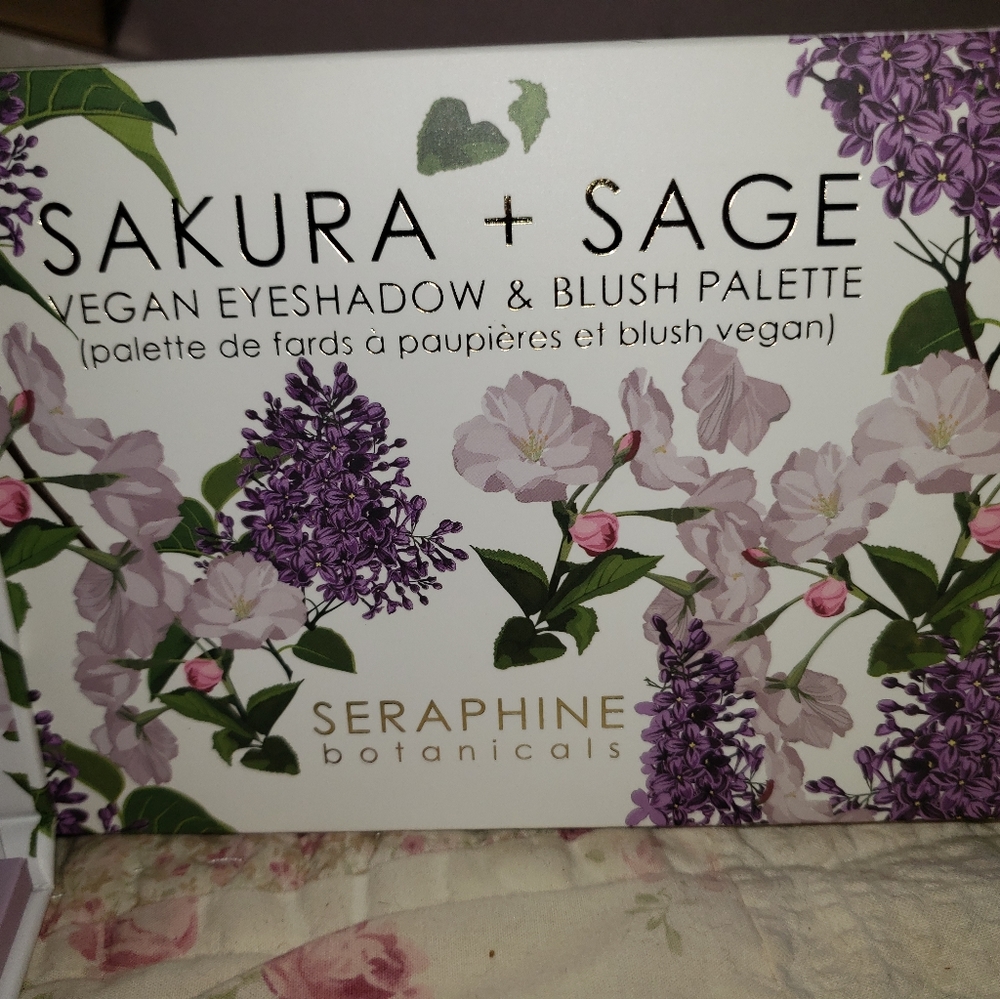 SAKURA + SAGE
VEGAN EYESHADOW & BLUSH PALETTE
(palette de fards à paupières et blush vegan)
SERAPHINE
botanicals